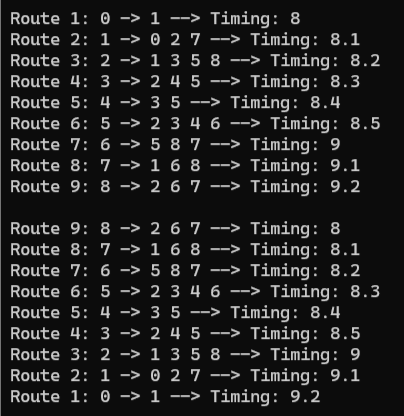 Route 1: 0 -> 1 --> Timing: 8
Route 2: 1 -> 0 2 7 --> Timing: 8.1
Route 3: 2 -> 1 3 5 8 --> Timing: 8.2
Route 4: 3 -> 2 4 5 --> Timing: 8.3
Route 5: 4 -> 3 5 --> Timing: 8.4
Route 6: 5 -> 2 3 4 6 --> Timing: 8.5
Route 7: 6 -> 5 8 7 --> Timing: 9
Route 8: 7 -> 1 6 8 --> Timing: 9.1
Route 9: 8 -> 2 6 7 --> Timing: 9.2

Route 9: 8 -> 2 6 7 --> Timing: 8
Route 8: 7 -> 1 6 8 --> Timing: 8.1
Route 7: 6 -> 5 8 7 --> Timing: 8.2
Route 6: 5 -> 2 3 4 6 --> Timing: 8.3
Route 5: 4 -> 3 5 --> Timing: 8.4
Route 4: 3 -> 2 4 5 --> Timing: 8.5
Route 3: 2 -> 1 3 5 8 --> Timing: 9
Route 2: 1 -> 0 2 7 --> Timing: 9.1
Route 1: 0 -> 1 --> Timing: 9.2